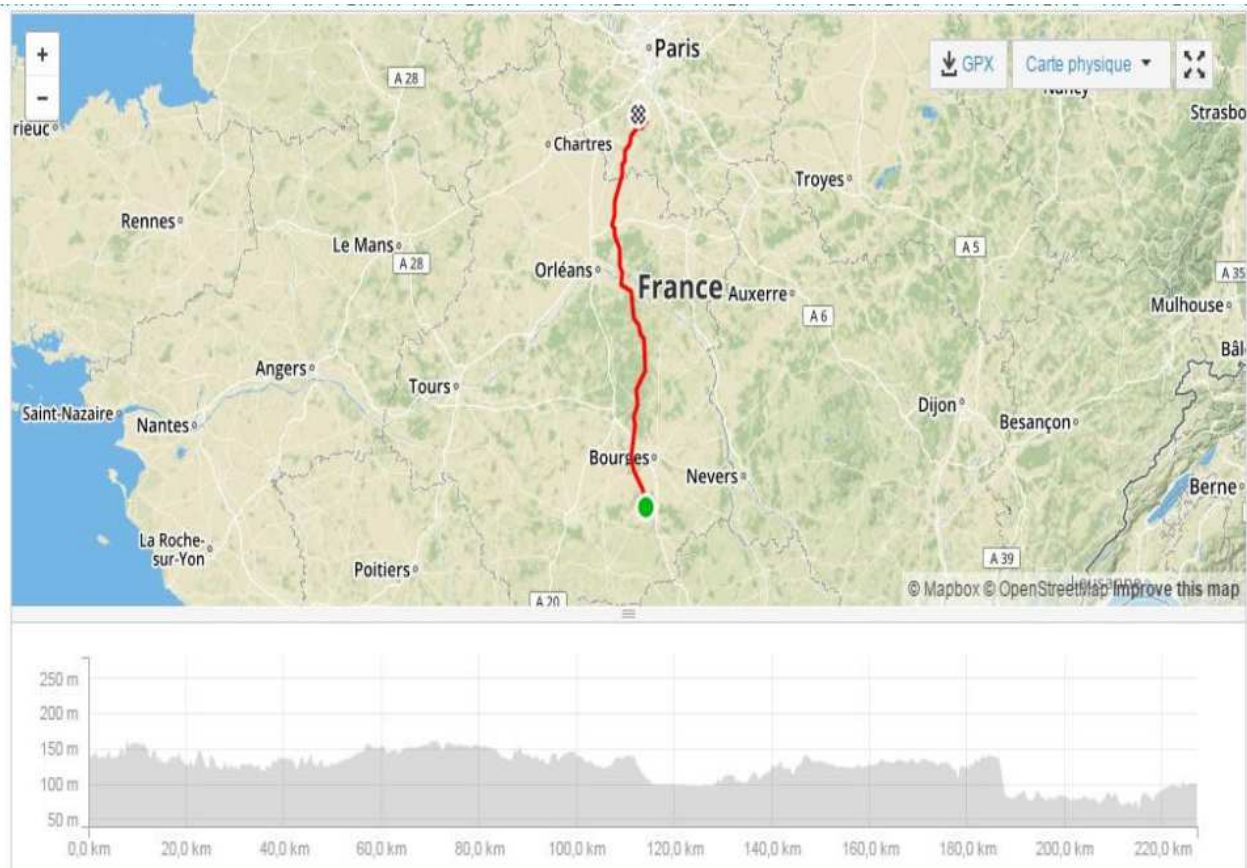 +
Paris
GPX
Carte physique
A 28
−
Nancy
Strasbo
rieuc
Chartres
Troyes
Rennes
Le Mans
A 28
A 5
Orléans
France
Auxerre
A 35
A 6
Mulhouse
Bâl
Angers
Tours
Dijon
Saint-Nazaire
Nantes
Besançon
Bourges
Nevers
Berne
La Roche-
sur-Yon
Poitiers
A 39
A 20
© Mapbox © OpenStreetMap Improve this map
250 m
200 m
150 m
100 m
50 m
0,0 km 20,0 km 40,0 km 60,0 km 80,0 km 100,0 km 120,0 km 140,0 km 160,0 km 180,0 km 200,0 km 220,0 km